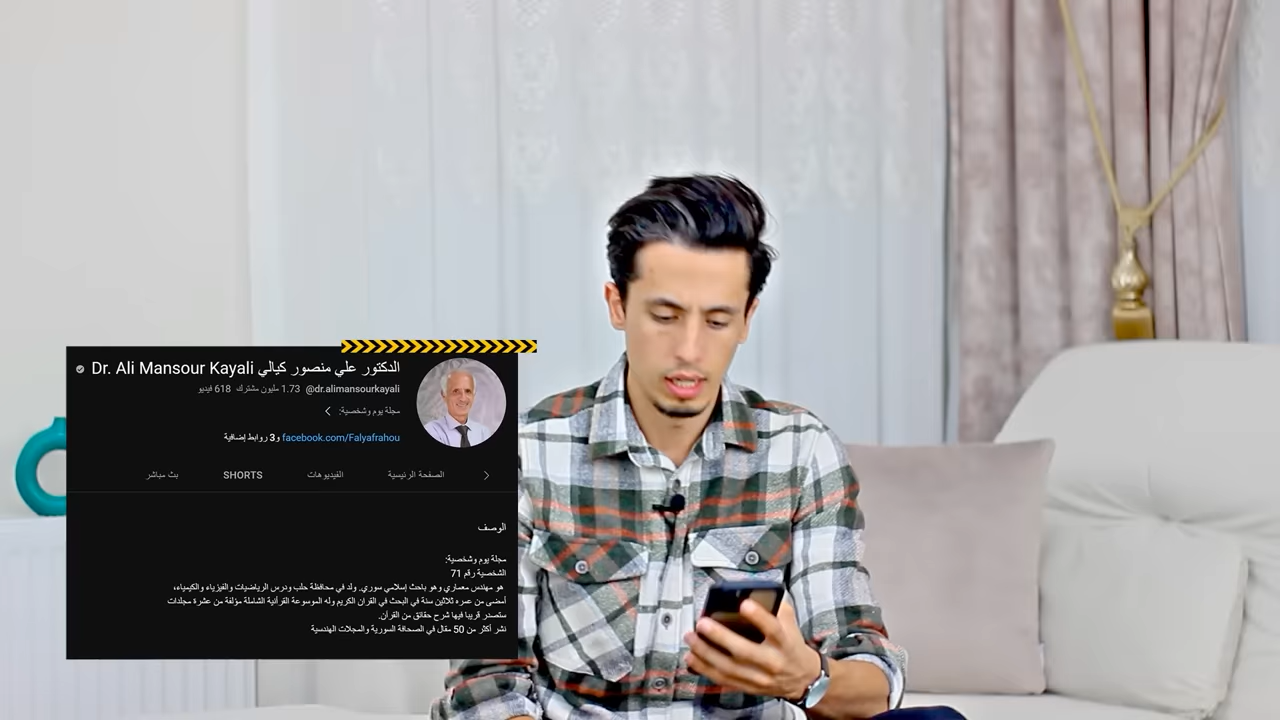 الدكتور علي منصور كيالي Dr. Ali Mansour Kayali
@dr.alimansourkayali 1.73 مليون مشترك 618 فيديو
مجلة يوم وشخصية:
facebook.com/Falyafrahou و3 روابط إضافية
الصفحة الرئيسية الفيديوهات SHORTS بث مباشر
الوصف
مجلة يوم وشخصية:
الشخصية رقم 71
هو مهندس معماري وهو باحث إسلامي سوري. ولد في محافظة حلب ودرس الرياضيات والفيزياء والكيمياء،
أمضى من عمره ثلاثين سنة في البحث في القران الكريم وله الموسوعة القرآنية الشاملة مؤلفة من عشرة مجلدات
ستصدر قريبا فيها شرح حقائق من القرآن.
نشر أكثر من 50 مقال في الصحافة السورية والمجلات الهندسية